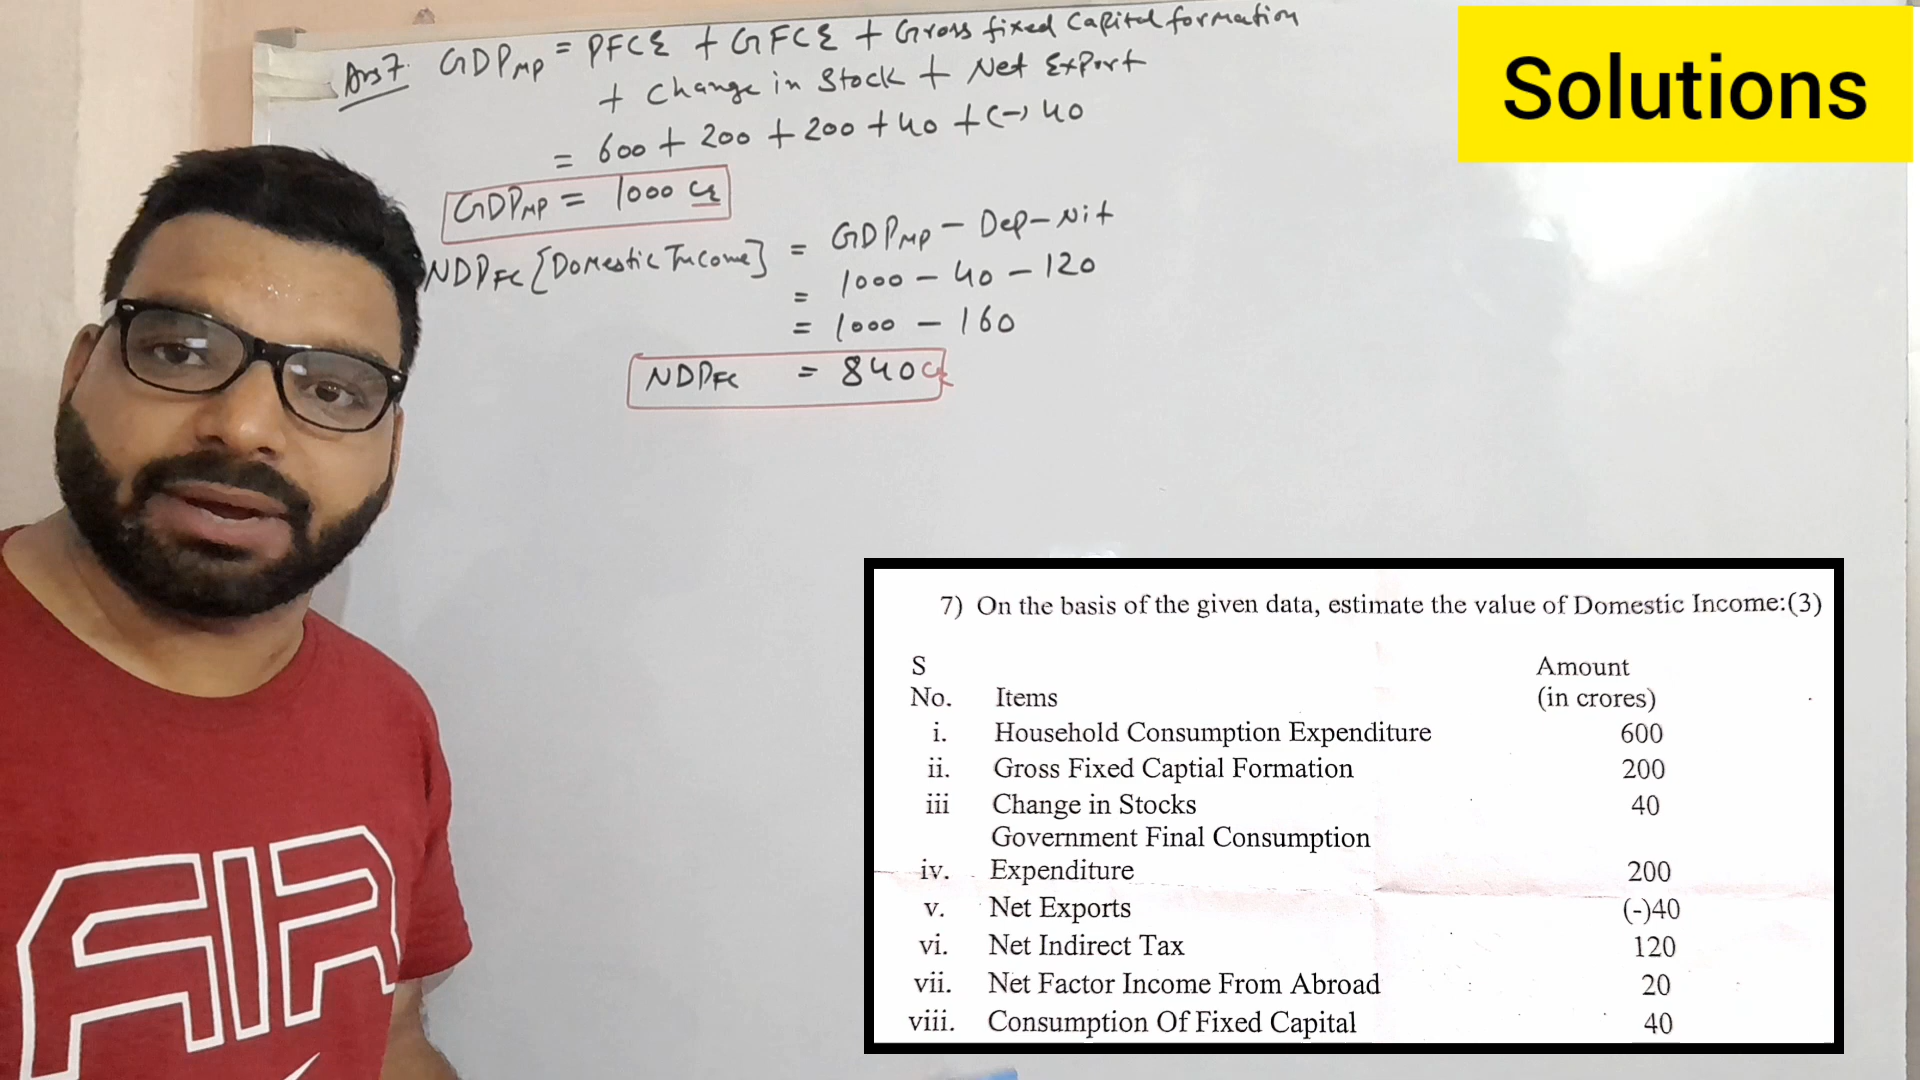 Solutions
Ans 7. GDPMP = PFCE + GFCE + Gross fixed Capital formation
+ Change in Stock + Net Export
= 600 + 200 + 200 + 40 + (-) 40
GDPMP = 1000 Cr
NDPFC [Domestic Income] = GDPMP - Dep - Nit
= 1000 - 40 - 120
= 1000 - 160
NDPFC = 840 Cr
AIR
7) On the basis of the given data, estimate the value of Domestic Income:(3)
S Amount
No. Items (in crores)
i. Household Consumption Expenditure 600
ii. Gross Fixed Captial Formation 200
iii Change in Stocks 40
Government Final Consumption
iv. Expenditure 200
v. Net Exports (-)40
vi. Net Indirect Tax 120
vii. Net Factor Income From Abroad 20
viii. Consumption Of Fixed Capital 40